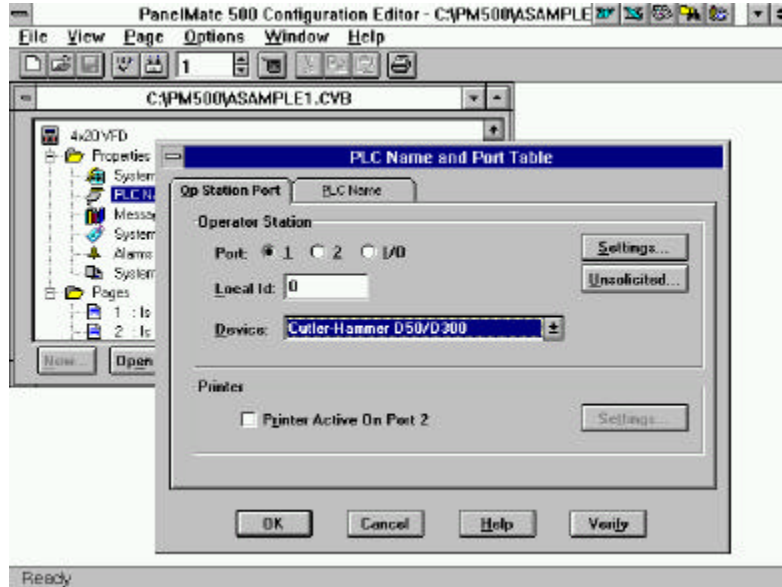 PanelMate 500 Configuration Editor - C:\PM500\ASAMPLE
File View Page Options Window Help
1
C:\PM500\ASAMPLE1.CVB
4x20 VFD
Properties
System
PLC N
Messa
System
Alarms
System
Pages
1 : Is
2 : Is
New... Open
PLC Name and Port Table
Op Station Port PLC Name
Operator Station
Port: 1 2 I/O
Settings...
Local Id: 0
Unsolicited...
Device: Cutler-Hammer D50/D300
Printer
Printer Active On Port 2
Settings...
OK Cancel Help Verify
Ready